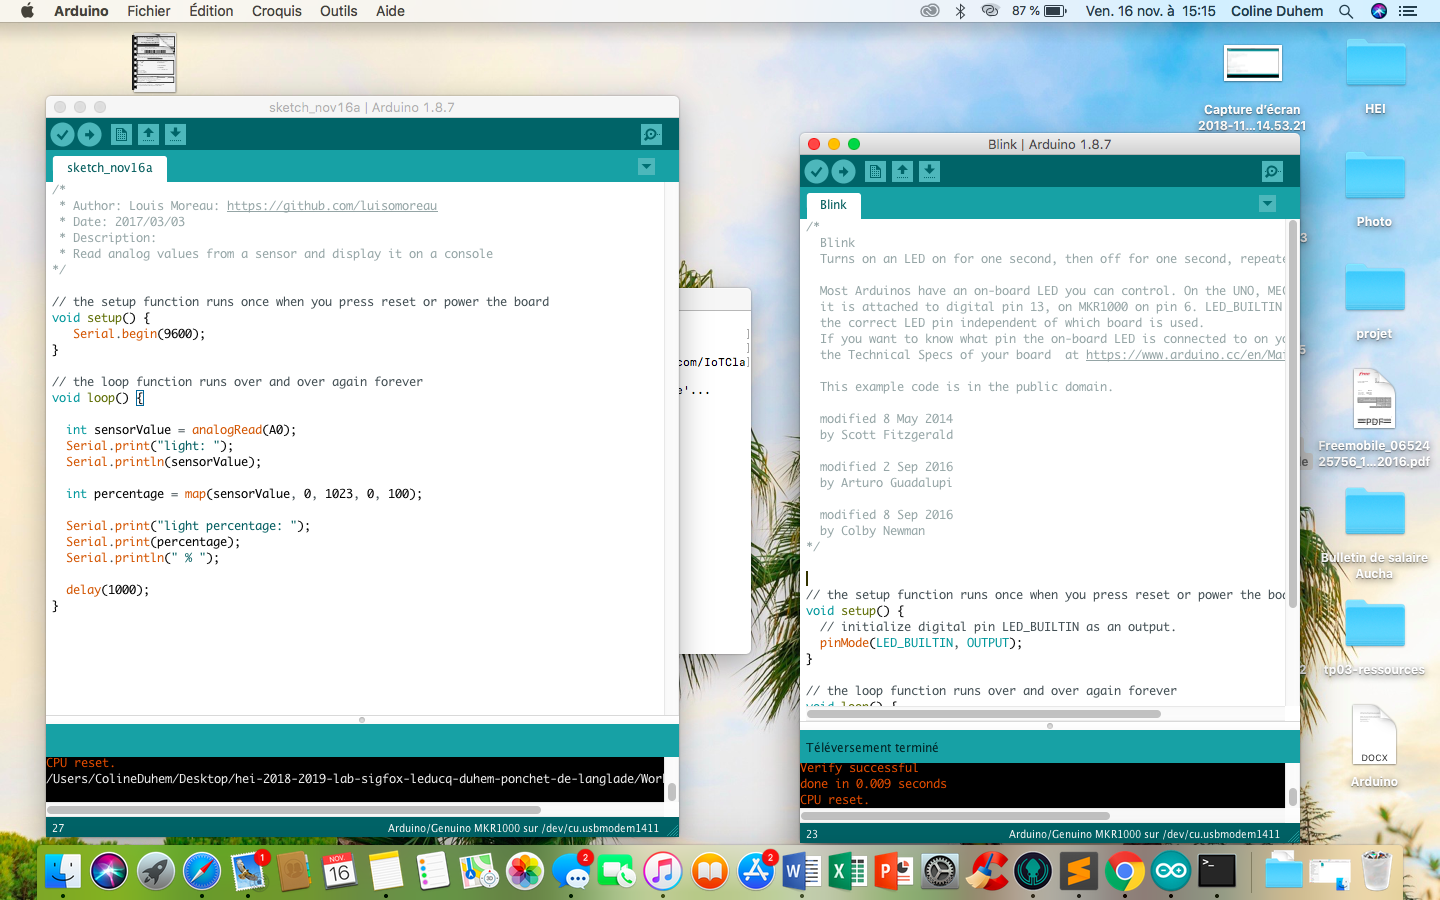 Arduino Fichier Édition Croquis Outils Aide
87 % Ven. 16 nov. à 15:15 Coline Duhem
sketch_nov16a | Arduino 1.8.7
sketch_nov16a
/*
* Author: Louis Moreau: https://github.com/luisomoreau
* Date: 2017/03/03
* Description:
* Read analog values from a sensor and display it on a console
*/
// the setup function runs once when you press reset or power the board
void setup() {
Serial.begin(9600);
}
// the loop function runs over and over again forever
void loop() {
int sensorValue = analogRead(A0);
Serial.print("light: ");
Serial.println(sensorValue);
int percentage = map(sensorValue, 0, 1023, 0, 100);
Serial.print("light percentage: ");
Serial.print(percentage);
Serial.println(" % ");
delay(1000);
}
CPU reset.
/Users/ColineDuhem/Desktop/hei-2018-2019-lab-sigfox-leducq-duhem-ponchet-de-langlade/Wor
27 Arduino/Genuino MKR1000 sur /dev/cu.usbmodem1411
]
]
com/IoTCla]
e'...
Blink | Arduino 1.8.7
Blink
/*
Blink
Turns on an LED on for one second, then off for one second, repeate
Most Arduinos have an on-board LED you can control. On the UNO, MEG
it is attached to digital pin 13, on MKR1000 on pin 6. LED_BUILTIN
the correct LED pin independent of which board is used.
If you want to know what pin the on-board LED is connected to on yo
the Technical Specs of your board at https://www.arduino.cc/en/Mai
This example code is in the public domain.
modified 8 May 2014
by Scott Fitzgerald
modified 2 Sep 2016
by Arturo Guadalupi
modified 8 Sep 2016
by Colby Newman
*/
// the setup function runs once when you press reset or power the boa
void setup() {
// initialize digital pin LED_BUILTIN as an output.
pinMode(LED_BUILTIN, OUTPUT);
}
// the loop function runs over and over again forever
void loop() {
Téléversement terminé
Verify successful
done in 0.009 seconds
CPU reset.
23 Arduino/Genuino MKR1000 sur /dev/cu.usbmodem1411
Capture d'écran
2018-11...14.53.21
HEI
Photo
projet
PDF
Freemobile_06524
25756_1...2016.pdf
Bulletin de salaire
Aucha
tp03-ressources
DOCX
Arduino
1
NOV.
16
2
2